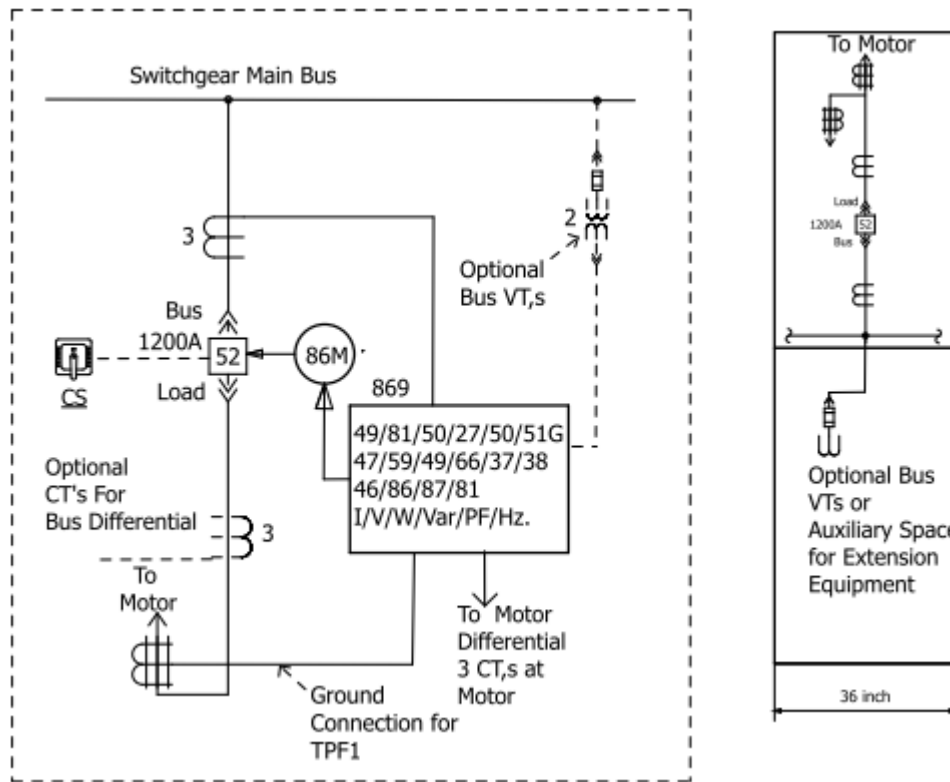 Switchgear Main Bus
3
2
Optional
Bus VT,s
Bus
1200A
52
86M
CS
Load
869
49/81/50/27/50/51G
47/59/49/66/37/38
46/86/87/81
I/V/W/Var/PF/Hz.
Optional
CT's For
Bus Differential
3
To
Motor
To Motor
Differential
3 CT,s at
Motor
Ground
Connection for
TPF1
To Motor
Load
1200A
52
Bus
Optional Bus
VTs or
Auxiliary Space
for Extension
Equipment
36 inch